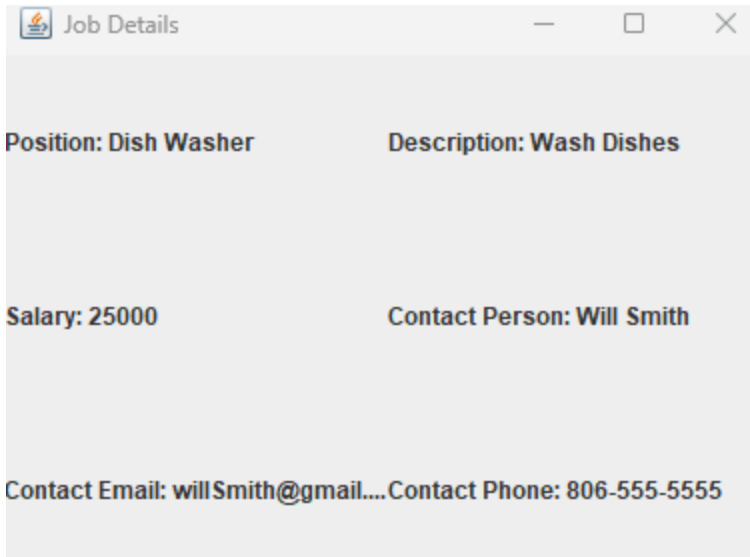 Job Details
Position: Dish Washer
Description: Wash Dishes
Salary: 25000
Contact Person: Will Smith
Contact Email: willSmith@gmail....
Contact Phone: 806-555-5555